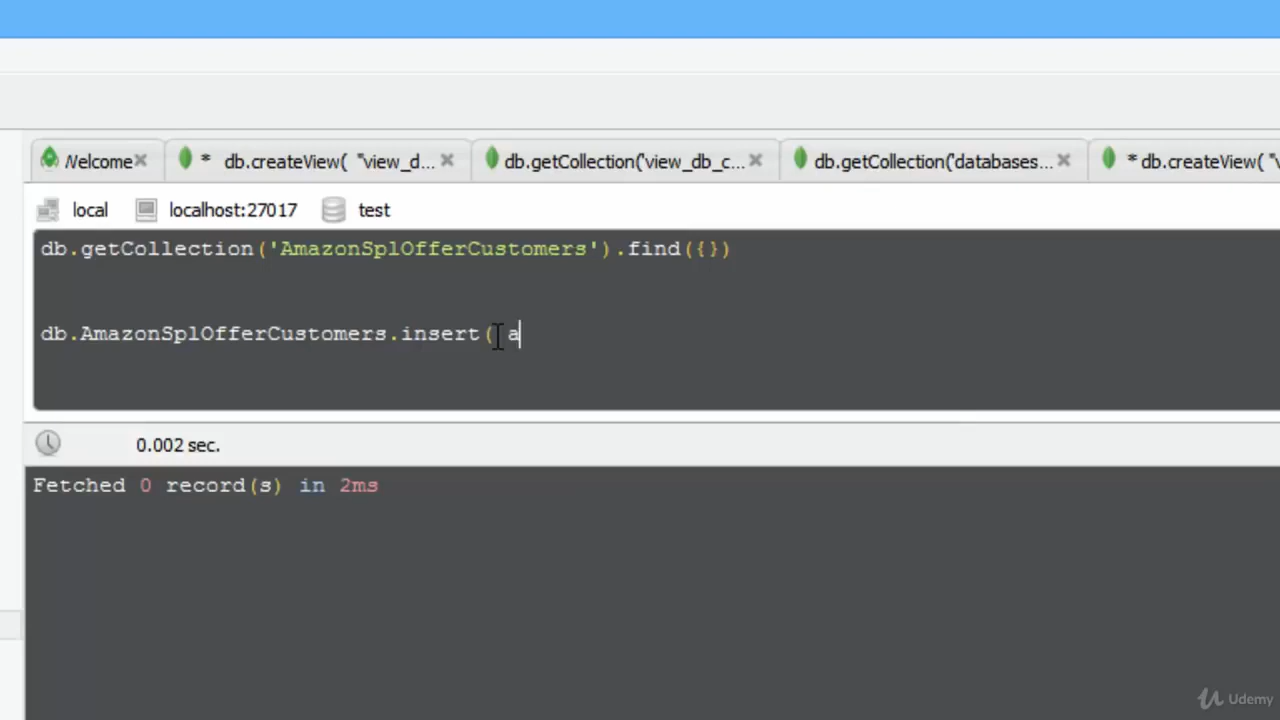 Welcome
* db.createView( "view_d...
db.getCollection('view_db_c...
db.getCollection('databases...
* db.createView( "v
local
localhost:27017
test
db.getCollection('AmazonSplOfferCustomers').find({})
db.AmazonSplOfferCustomers.insert( a
0.002 sec.
Fetched 0 record(s) in 2ms
Udemy